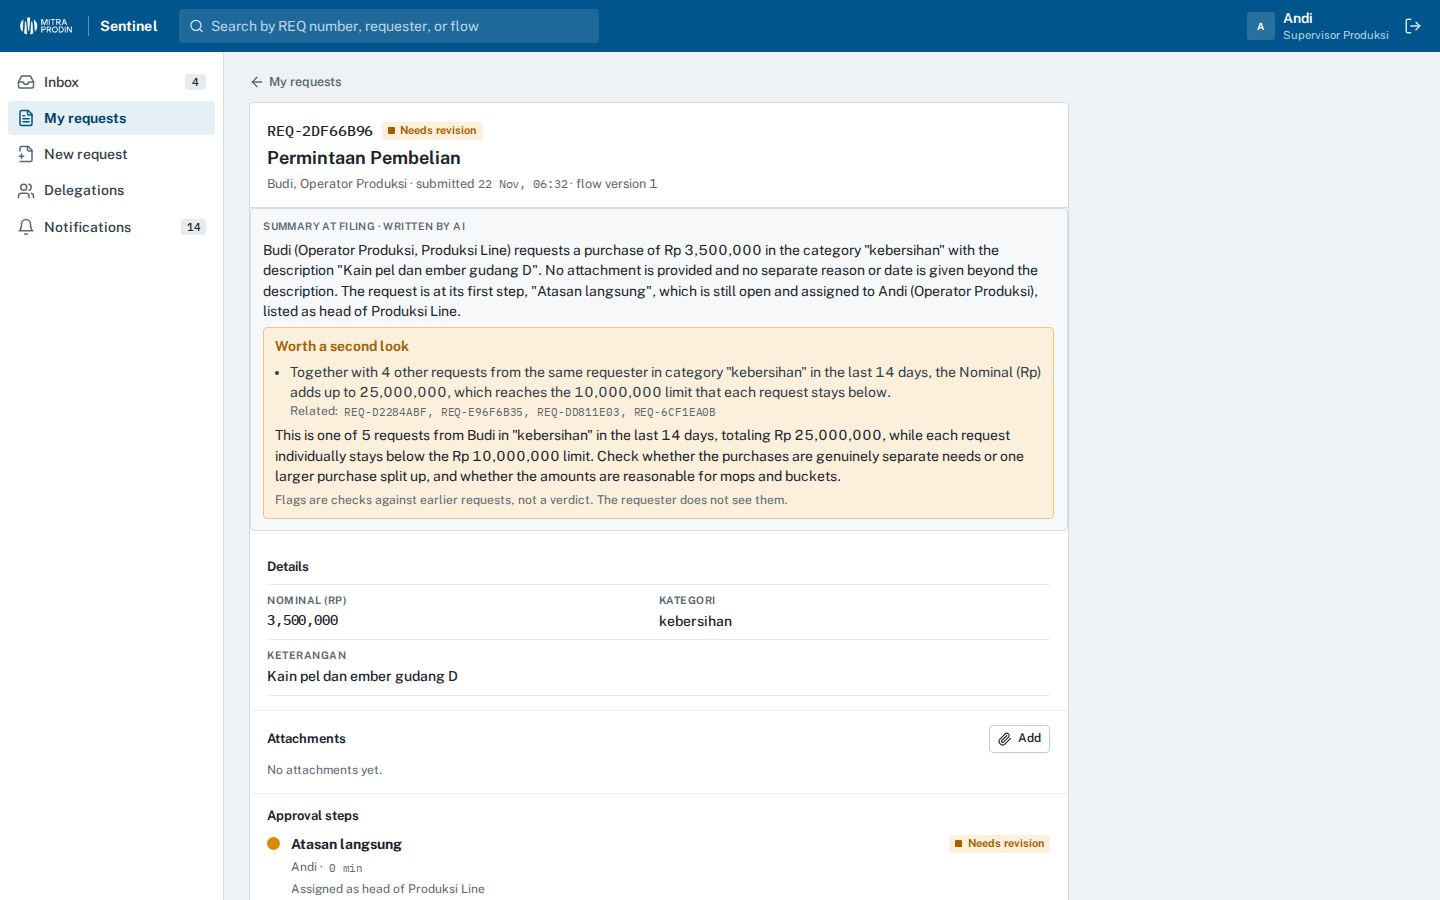 MITRA
PRODIN
Sentinel
Search by REQ number, requester, or flow
A
Andi
Supervisor Produksi
Inbox 4
My requests
New request
Delegations
Notifications 14
My requests
REQ-2DF66B96 Needs revision
Permintaan Pembelian
Budi, Operator Produksi · submitted 22 Nov, 06:32 · flow version 1
SUMMARY AT FILING · WRITTEN BY AI
Budi (Operator Produksi, Produksi Line) requests a purchase of Rp 3,500,000 in the category "kebersihan" with the
description "Kain pel dan ember gudang D". No attachment is provided and no separate reason or date is given beyond the
description. The request is at its first step, "Atasan langsung", which is still open and assigned to Andi (Operator Produksi),
listed as head of Produksi Line.
Worth a second look
• Together with 4 other requests from the same requester in category "kebersihan" in the last 14 days, the Nominal (Rp)
adds up to 25,000,000, which reaches the 10,000,000 limit that each request stays below.
Related: REQ-D2284ABF, REQ-E96F6B35, REQ-DD811E03, REQ-6CF1EA0B
This is one of 5 requests from Budi in "kebersihan" in the last 14 days, totaling Rp 25,000,000, while each request
individually stays below the Rp 10,000,000 limit. Check whether the purchases are genuinely separate needs or one
larger purchase split up, and whether the amounts are reasonable for mops and buckets.
Flags are checks against earlier requests, not a verdict. The requester does not see them.
Details
NOMINAL (RP)
3,500,000
KATEGORI
kebersihan
KETERANGAN
Kain pel dan ember gudang D
Attachments
Add
No attachments yet.
Approval steps
Atasan langsung
Needs revision
Andi · 0 min
Assigned as head of Produksi Line